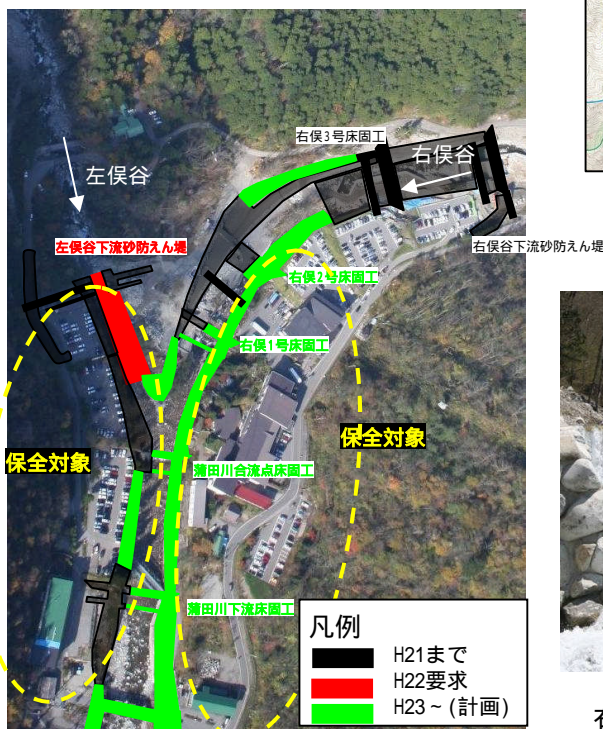 右俣3号床固工
左俣谷
右俣谷
左俣谷下流砂防えん堤
右俣谷下流砂防えん堤
右俣2号床固工
右俣1号床固工
保全対象
保全対象
蒲田川合流点床固工
蒲田川下流床固工
凡例
H21まで
H22要求
H23~(計画)
右